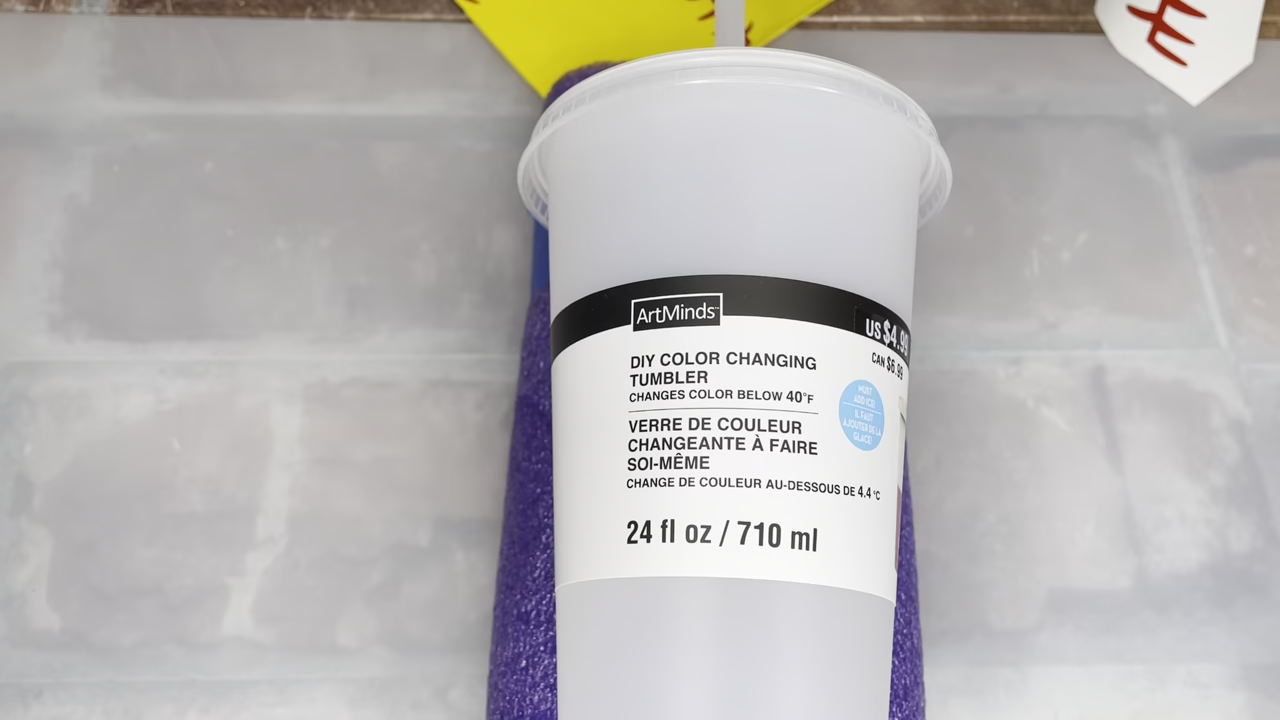 ArtMinds™
US $4.99
CAN $6.99
DIY COLOR CHANGING
TUMBLER
CHANGES COLOR BELOW 40°F
MUST
ADD ICE!
IL FAUT
AJOUTER DE LA
GLACE!
VERRE DE COULEUR
CHANGEANTE À FAIRE
SOI-MÊME
CHANGE DE COULEUR AU-DESSOUS DE 4.4 °C
24 fl oz / 710 ml